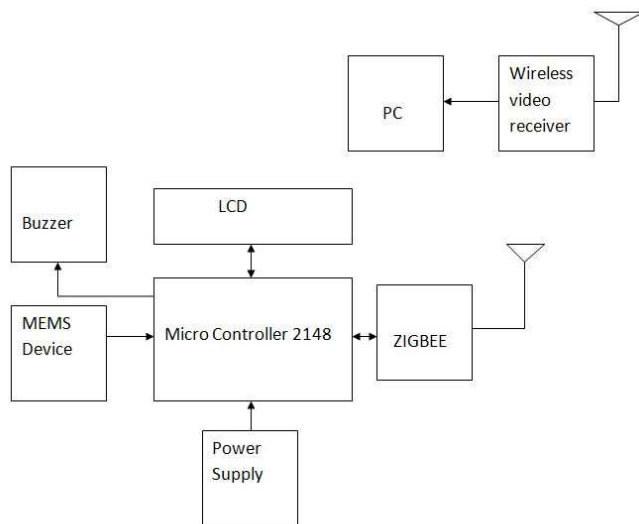 Wireless
video
receiver
PC
LCD
Buzzer
MEMS
Device
Micro Controller 2148
ZIGBEE
Power
Supply